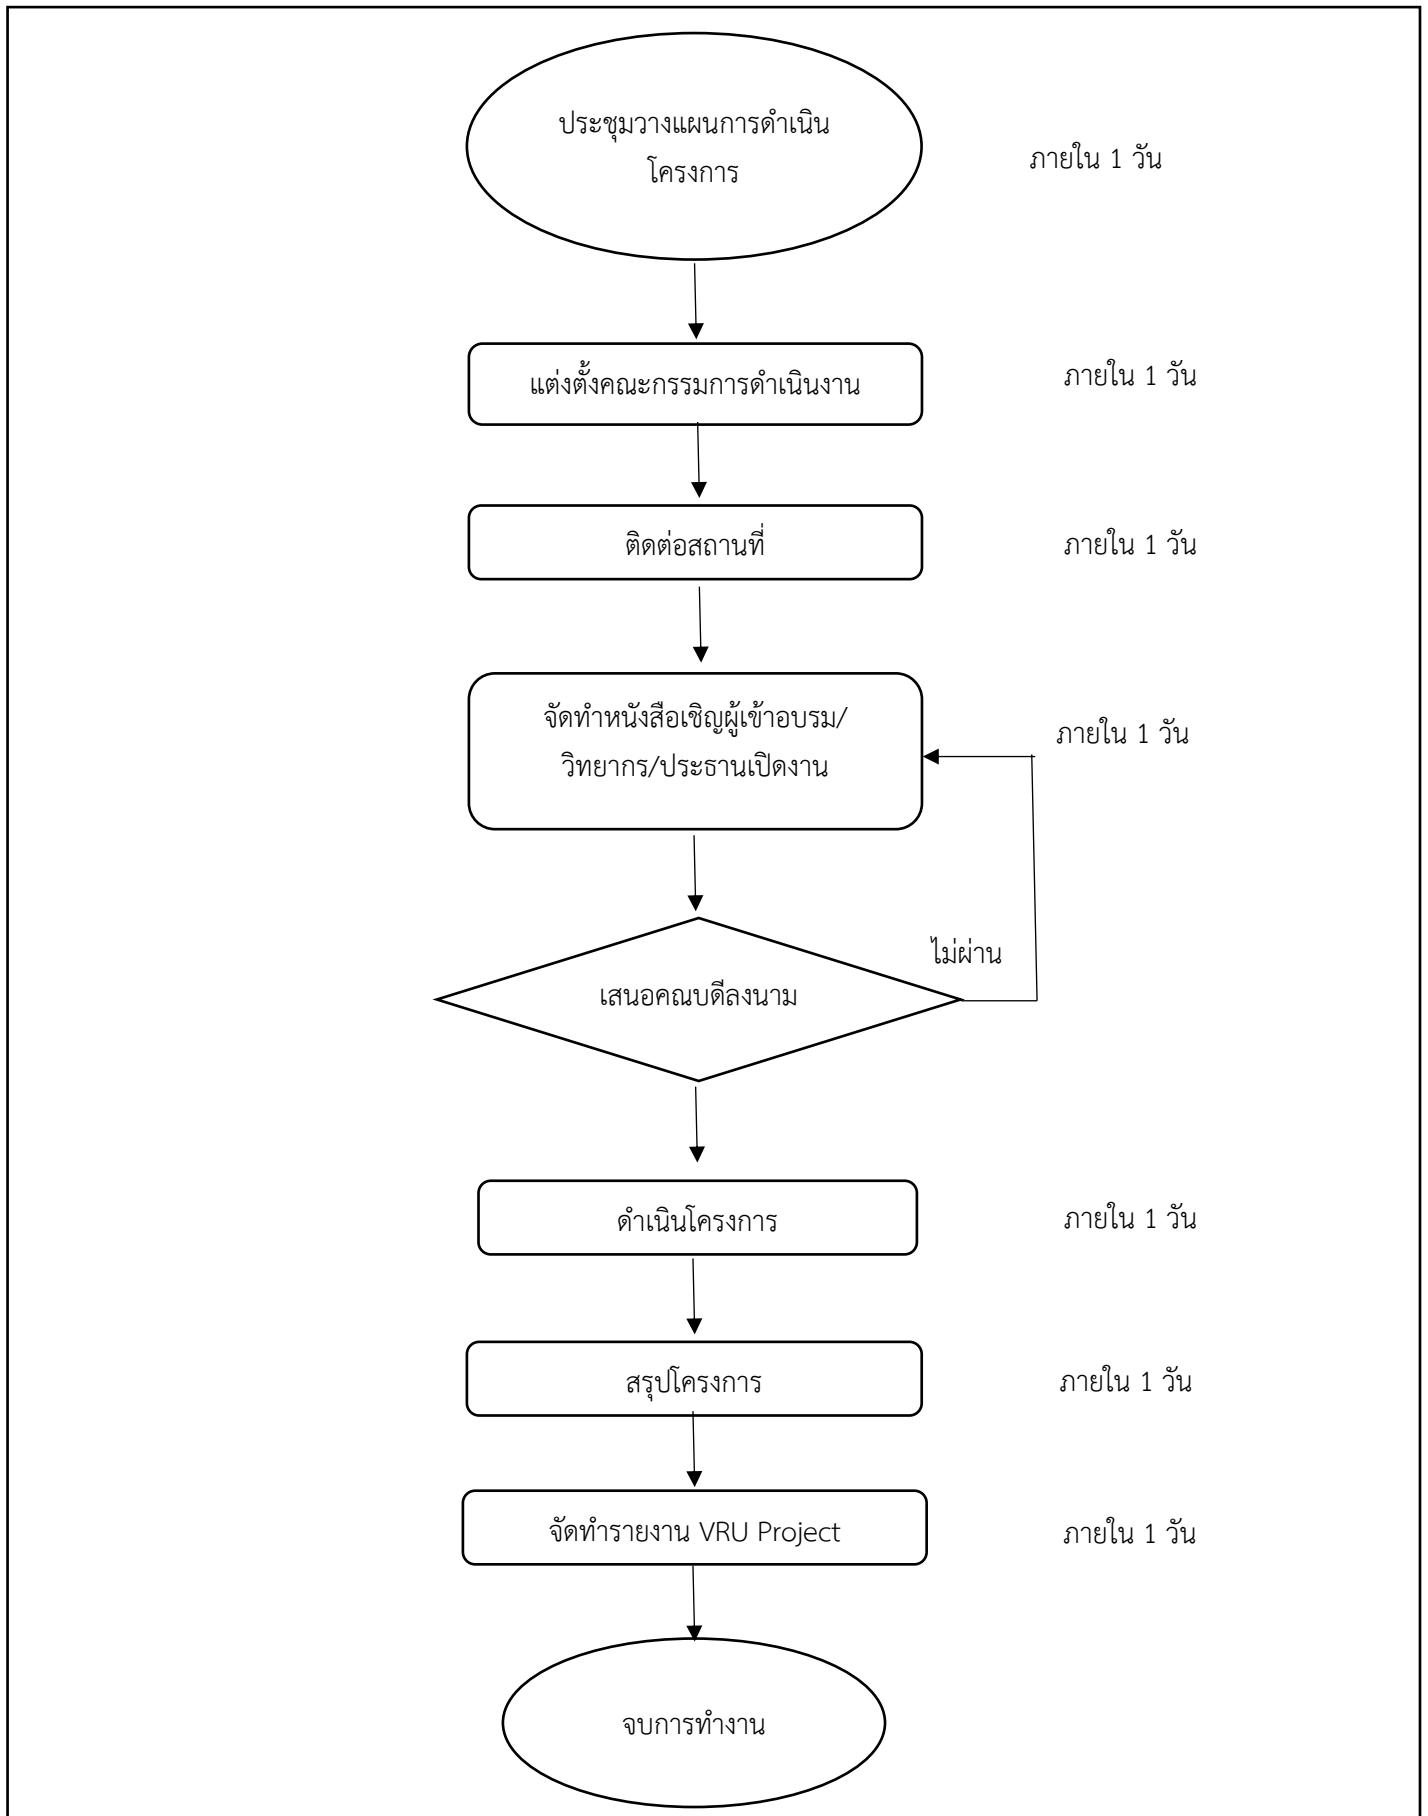 ประชุมวางแผนการดำเนิน
โครงการ
ภายใน 1 วัน
แต่งตั้งคณะกรรมการดำเนินงาน
ภายใน 1 วัน
ติดต่อสถานที่
ภายใน 1 วัน
จัดทำหนังสือเชิญผู้เข้าอบรม/
วิทยากร/ประธานเปิดงาน
ภายใน 1 วัน
ไม่ผ่าน
เสนอคณบดีลงนาม
ดำเนินโครงการ
ภายใน 1 วัน
สรุปโครงการ
ภายใน 1 วัน
จัดทำรายงาน VRU Project
ภายใน 1 วัน
จบการทำงาน